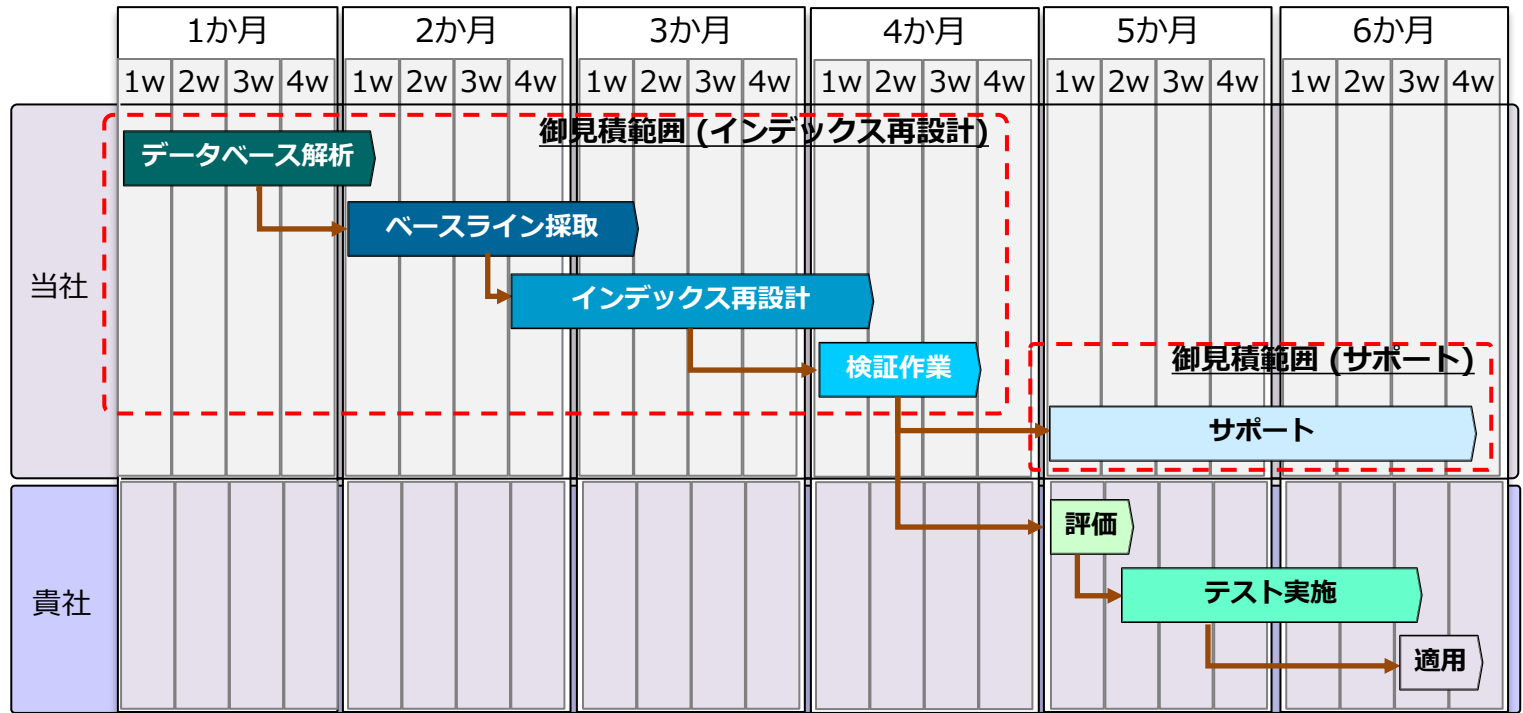 1か月 2か月 3か月 4か月 5か月 6か月
1w 2w 3w 4w 1w 2w 3w 4w 1w 2w 3w 4w 1w 2w 3w 4w 1w 2w 3w 4w 1w 2w 3w 4w
御見積範囲 (インデックス再設計)
データベース解析
ベースライン採取
当社
インデックス再設計
検証作業
御見積範囲 (サポート)
サポート
評価
貴社
テスト実施
適用